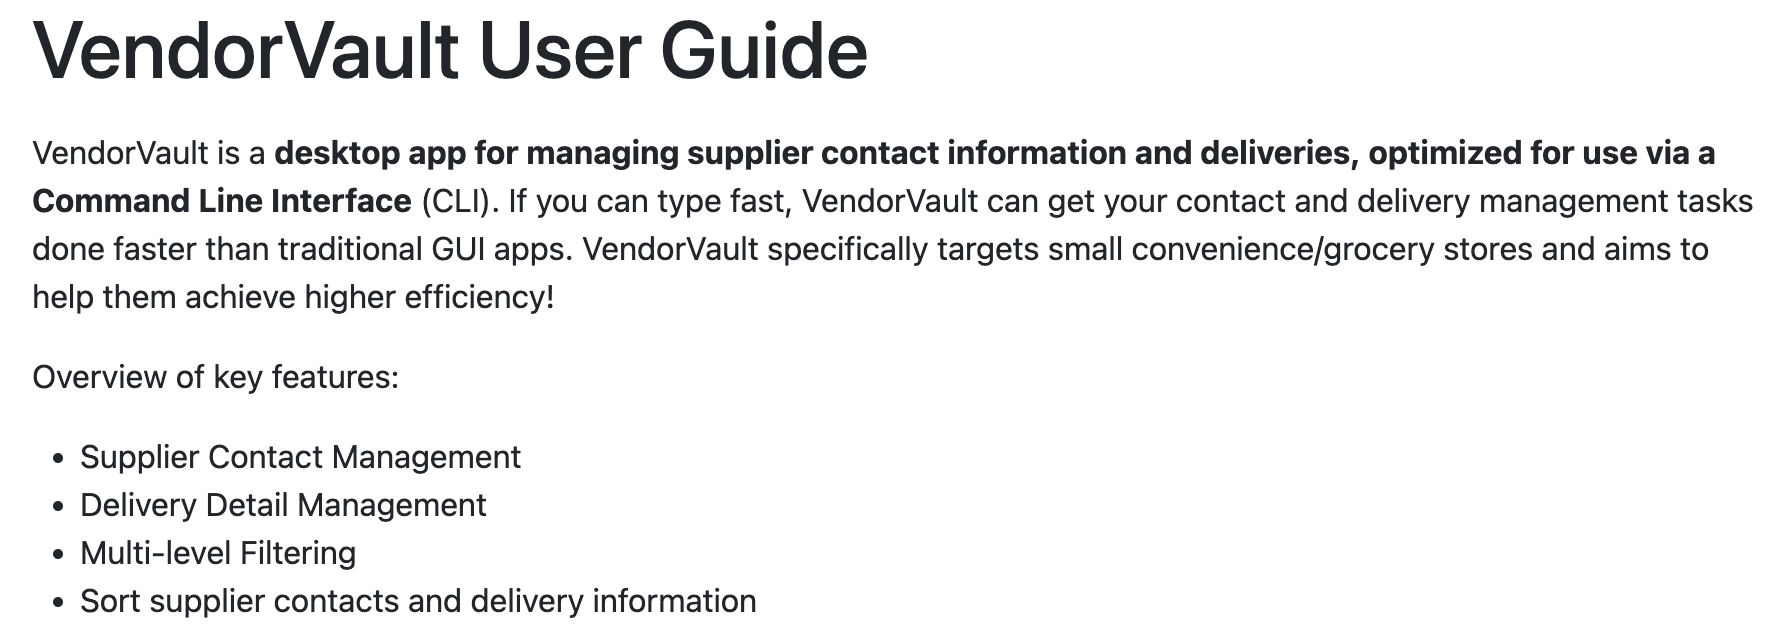 VendorVault User Guide
VendorVault is a desktop app for managing supplier contact information and deliveries, optimized for use via a
Command Line Interface (CLI). If you can type fast, VendorVault can get your contact and delivery management tasks
done faster than traditional GUI apps. VendorVault specifically targets small convenience/grocery stores and aims to
help them achieve higher efficiency!
Overview of key features:
• Supplier Contact Management
• Delivery Detail Management
• Multi-level Filtering
• Sort supplier contacts and delivery information